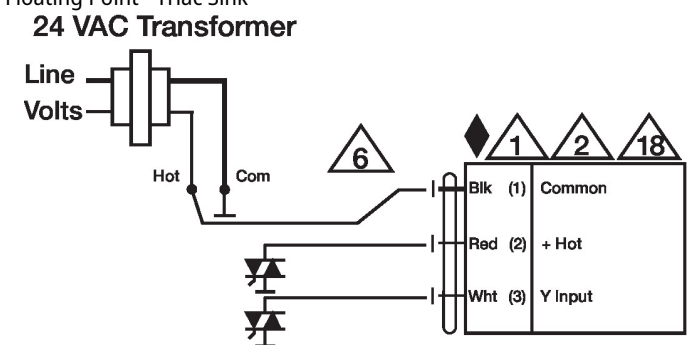 Floating Point - Triac Sink
24 VAC Transformer
Line
Volts
Hot
Com
6
1
2
18
Blk (1) Common
Red (2) + Hot
Wht (3) Y Input